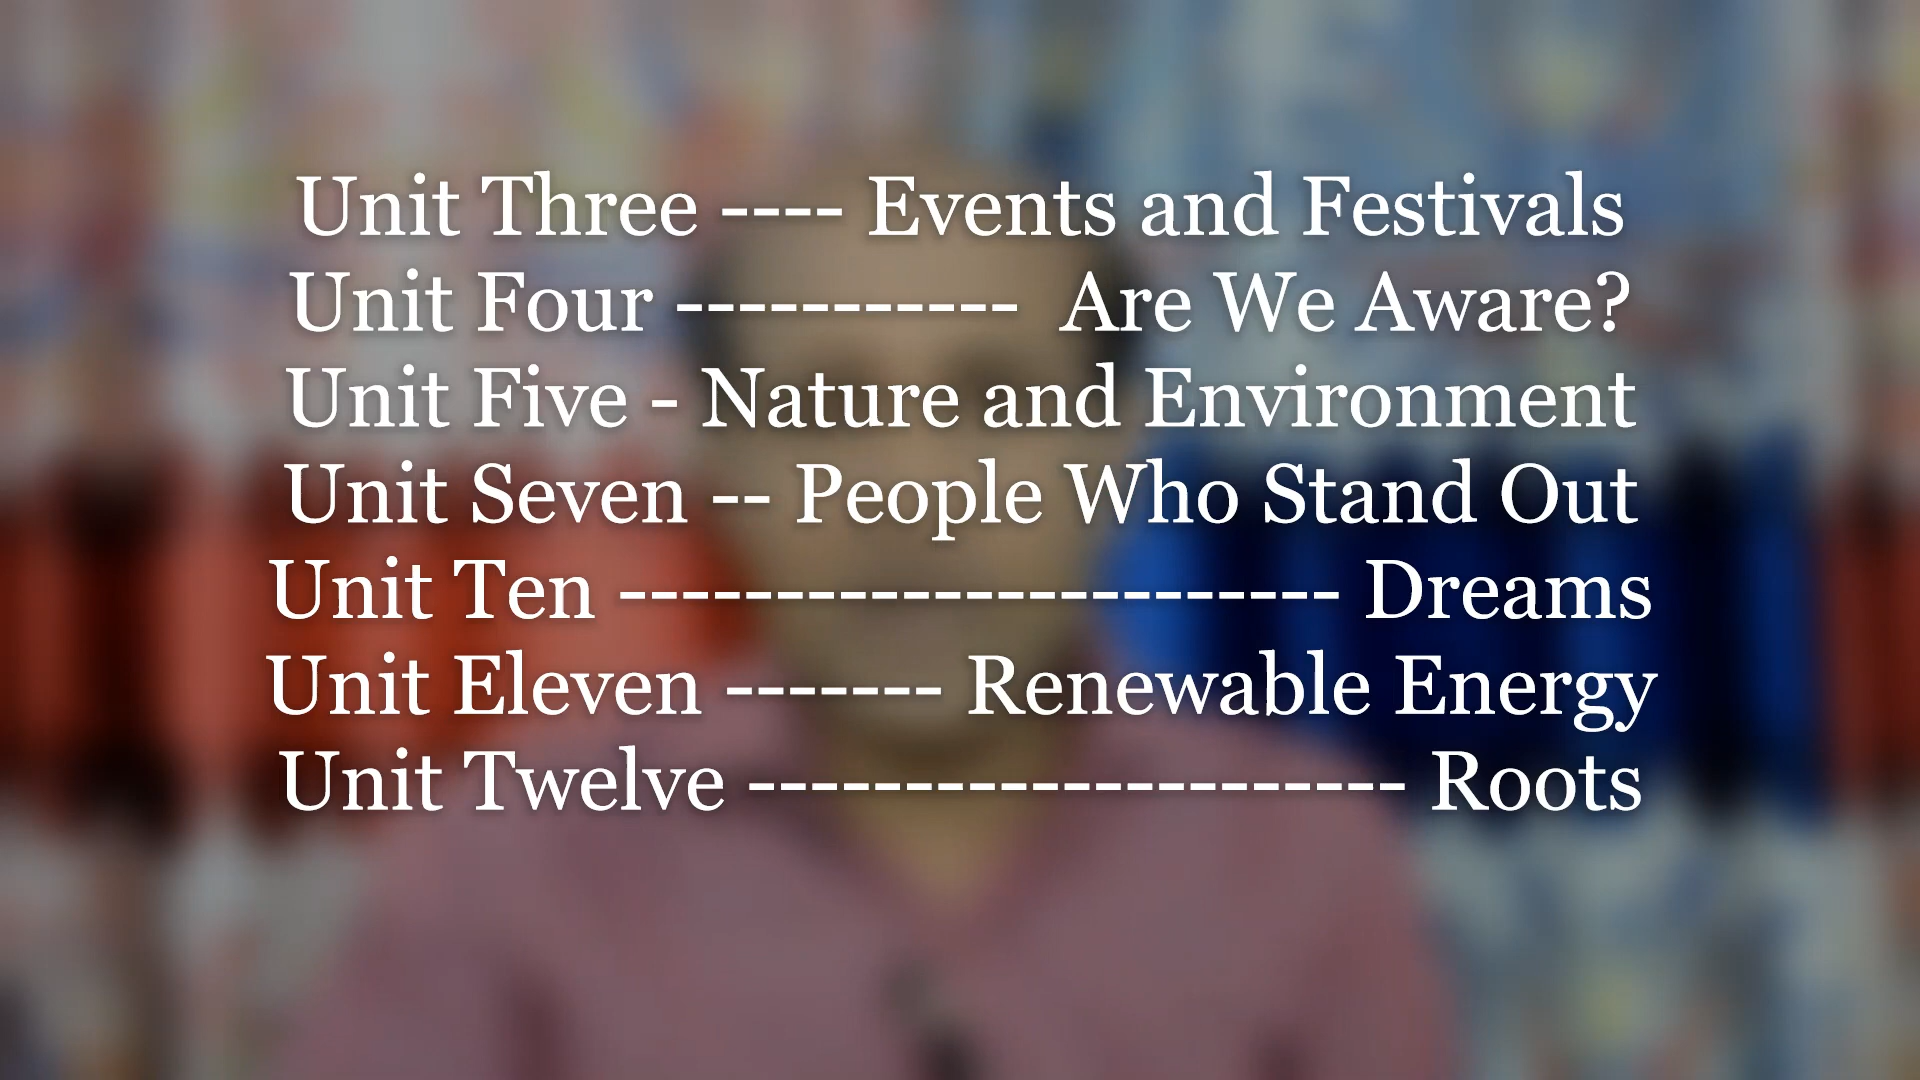 Unit Three ---- Events and Festivals
Unit Four ----------- Are We Aware?
Unit Five - Nature and Environment
Unit Seven -- People Who Stand Out
Unit Ten ----------------------- Dreams
Unit Eleven ------- Renewable Energy
Unit Twelve --------------------- Roots